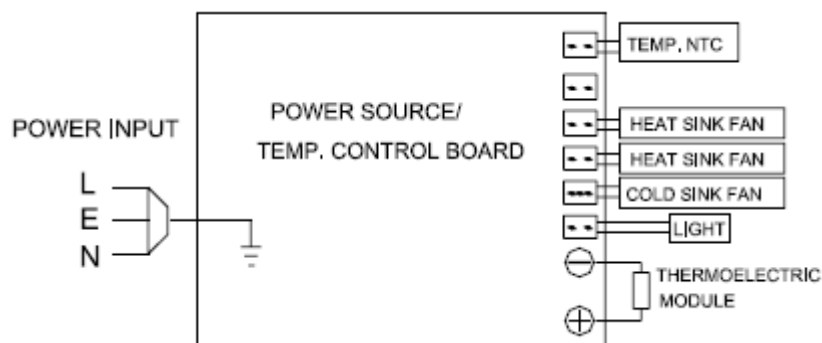 TEMP. NTC
POWER SOURCE/
TEMP. CONTROL BOARD
POWER INPUT
L
E
N
HEAT SINK FAN
HEAT SINK FAN
COLD SINK FAN
LIGHT
THERMOELECTRIC
MODULE